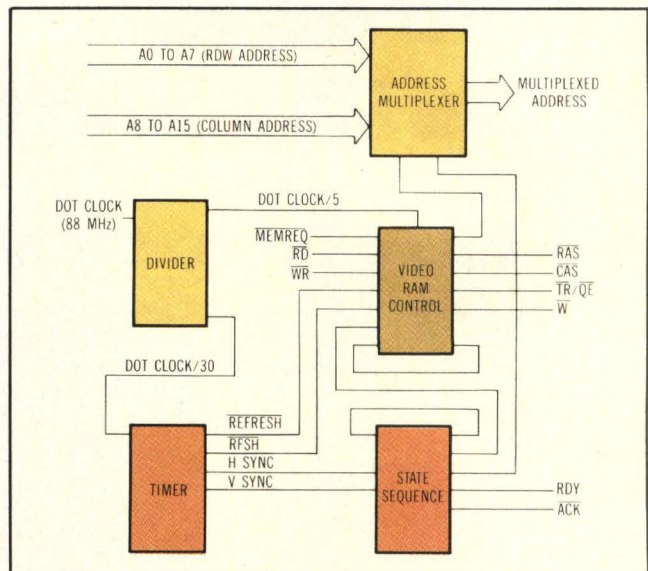 A0 TO A7 (RDW ADDRESS)
A8 TO A15 (COLUMN ADDRESS)
ADDRESS
MULTIPLEXER
MULTIPLEXED
ADDRESS
DOT CLOCK
(88 MHz)
DIVIDER
DOT CLOCK/5
MEMREQ
RD
WR
VIDEO
RAM
CONTROL
RAS
CAS
TR/QE
W
DOT CLOCK/30
TIMER
REFRESH
RFSH
H SYNC
V SYNC
STATE
SEQUENCE
RDY
ACK